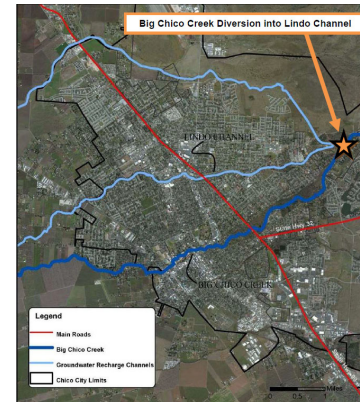 Big Chico Creek Diversion into Lindo Channel
LINDO CHANNEL
State Hwy 32
BIG CHICO CREEK
Legend
Main Roads
Big Chico Creek
Groundwater Recharge Channels
Chico City Limits
0 0.5 1
Miles